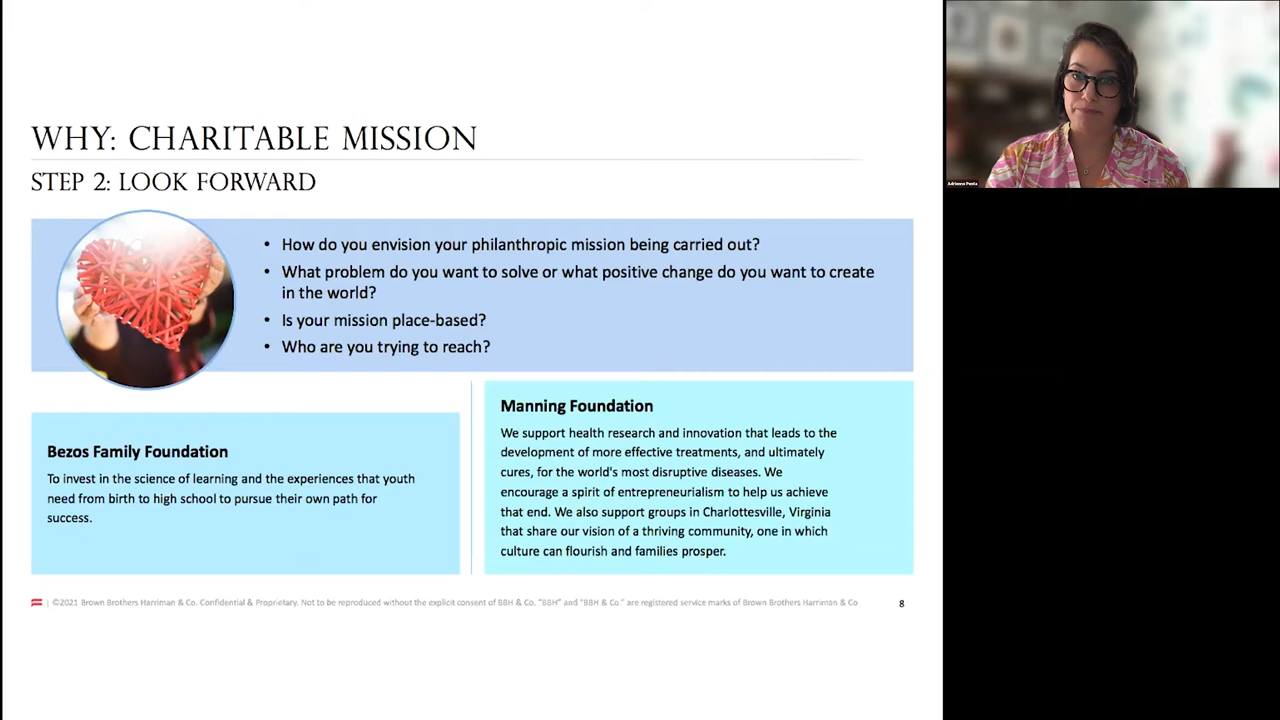 WHY: CHARITABLE MISSION
STEP 2: LOOK FORWARD
• How do you envision your philanthropic mission being carried out?
• What problem do you want to solve or what positive change do you want to create
in the world?
• Is your mission place-based?
• Who are you trying to reach?
Bezos Family Foundation
To invest in the science of learning and the experiences that youth
need from birth to high school to pursue their own path for
success.
Manning Foundation
We support health research and innovation that leads to the
development of more effective treatments, and ultimately
cures, for the world's most disruptive diseases. We
encourage a spirit of entrepreneurialism to help us achieve
that end. We also support groups in Charlottesville, Virginia
that share our vision of a thriving community, one in which
culture can flourish and families prosper.
| ©2021 Brown Brothers Harriman & Co. Confidential & Proprietary. Not to be reproduced without the explicit consent of BBH & Co. "BBH" and "BBH & Co." are registered service marks of Brown Brothers Harriman & Co
8
Adrienne Penta